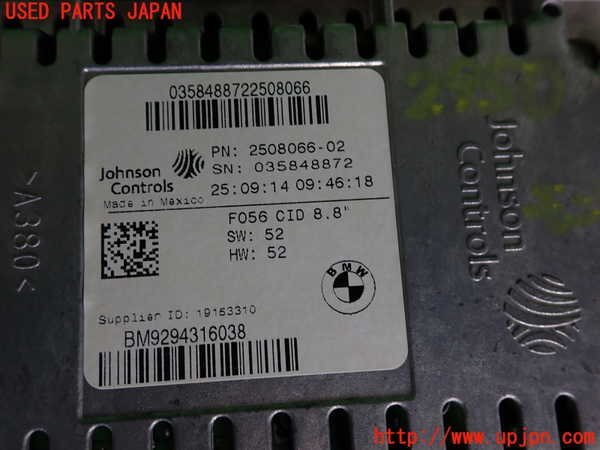 USED PARTS JAPAN
0358488722508066
Johnson
Controls
Made in Mexico
PN: 2508066-02
SN: 035848872
25:09:14 09:46:18
F056 CID 8.8"
SW: 52
HW: 52
BMW
Supplier ID: 19153310
BM9294316038
>A380<
Johnson
Controls
http://www.upjpn.com/